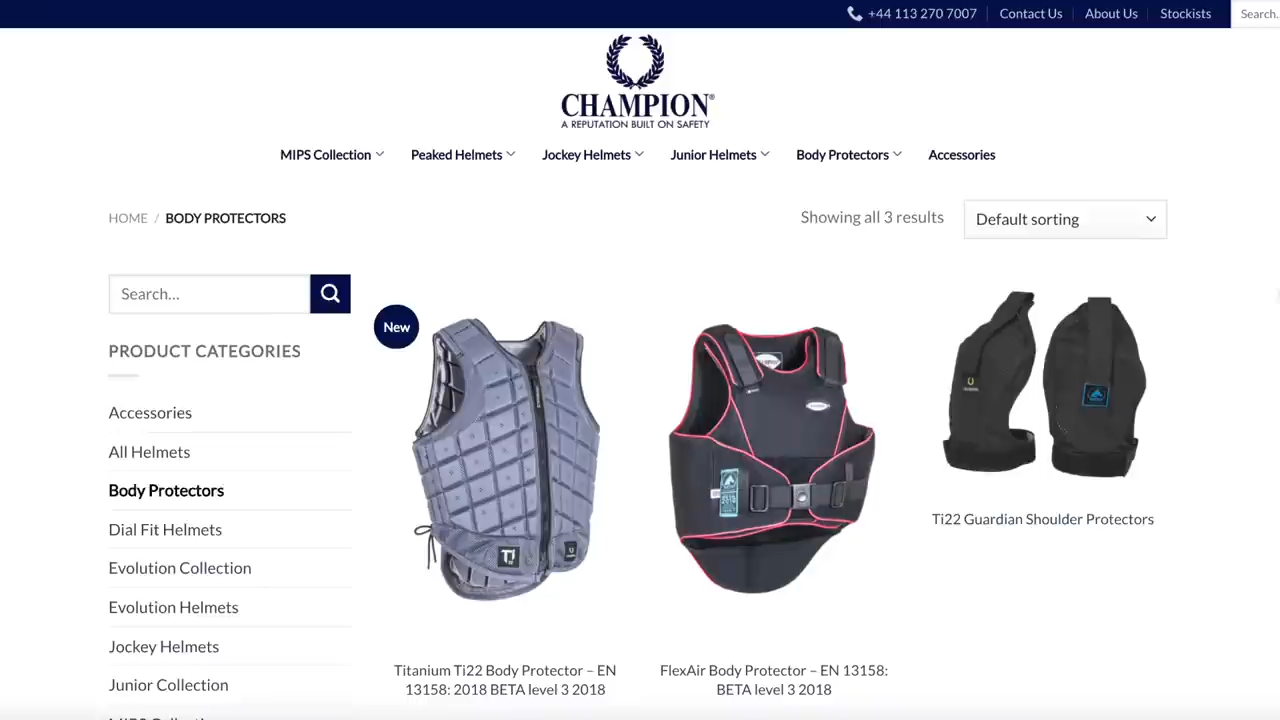 +44 113 270 7007
Contact Us
About Us
Stockists
Search.
CHAMPION®
A REPUTATION BUILT ON SAFETY
MIPS Collection
Peaked Helmets
Jockey Helmets
Junior Helmets
Body Protectors
Accessories
HOME / BODY PROTECTORS
Showing all 3 results
Default sorting
Search...
PRODUCT CATEGORIES
Accessories
All Helmets
Body Protectors
Dial Fit Helmets
Evolution Collection
Evolution Helmets
Jockey Helmets
Junior Collection
New
Ti
Titanium Ti22 Body Protector – EN
13158: 2018 BETA level 3 2018
CHAMPION
FlexAir Body Protector – EN 13158:
BETA level 3 2018
Ti22 Guardian Shoulder Protectors